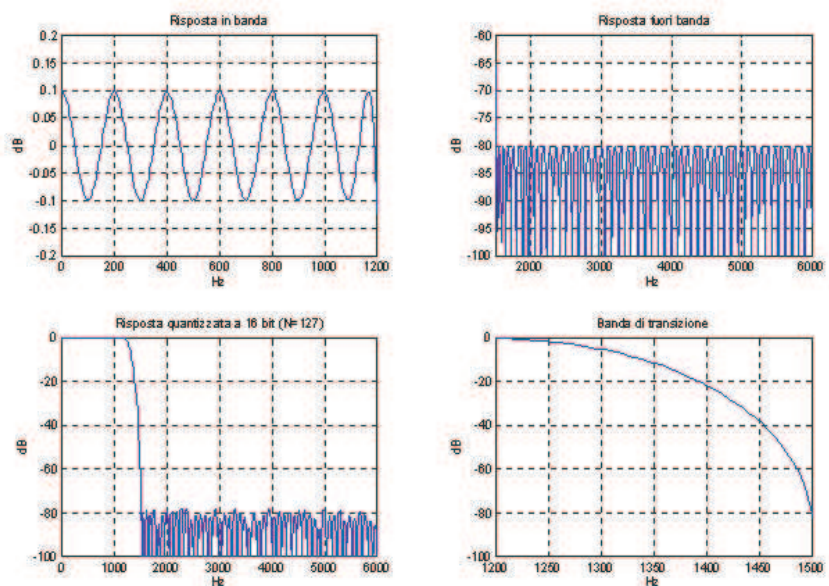 Risposta in banda
0.2
0.15
0.1
0.05
0
-0.05
-0.1
-0.15
-0.2
dB
0 200 400 600 800 1000 1200
Hz
Risposta fuori banda
-60
-65
-70
-75
-80
-85
-90
-95
-100
dB
2000 3000 4000 5000 6000
Hz
Risposta quantizzata a 16 bit (N=127)
0
-20
-40
-60
-80
-100
dB
0 1000 2000 3000 4000 5000 6000
Hz
Banda di transizione
0
-20
-40
-60
-80
-100
dB
1200 1250 1300 1350 1400 1450 1500
Hz